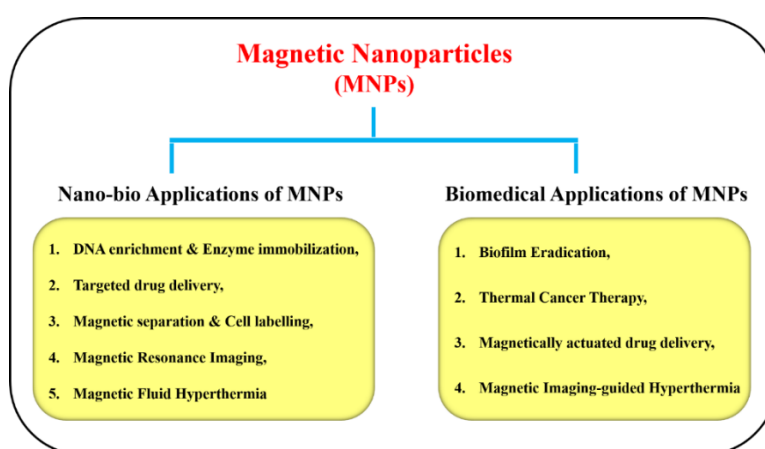 Magnetic Nanoparticles
(MNPs)
Nano-bio Applications of MNPs
1. DNA enrichment & Enzyme immobilization,
2. Targeted drug delivery,
3. Magnetic separation & Cell labelling,
4. Magnetic Resonance Imaging,
5. Magnetic Fluid Hyperthermia
Biomedical Applications of MNPs
1. Biofilm Eradication,
2. Thermal Cancer Therapy,
3. Magnetically actuated drug delivery,
4. Magnetic Imaging-guided Hyperthermia